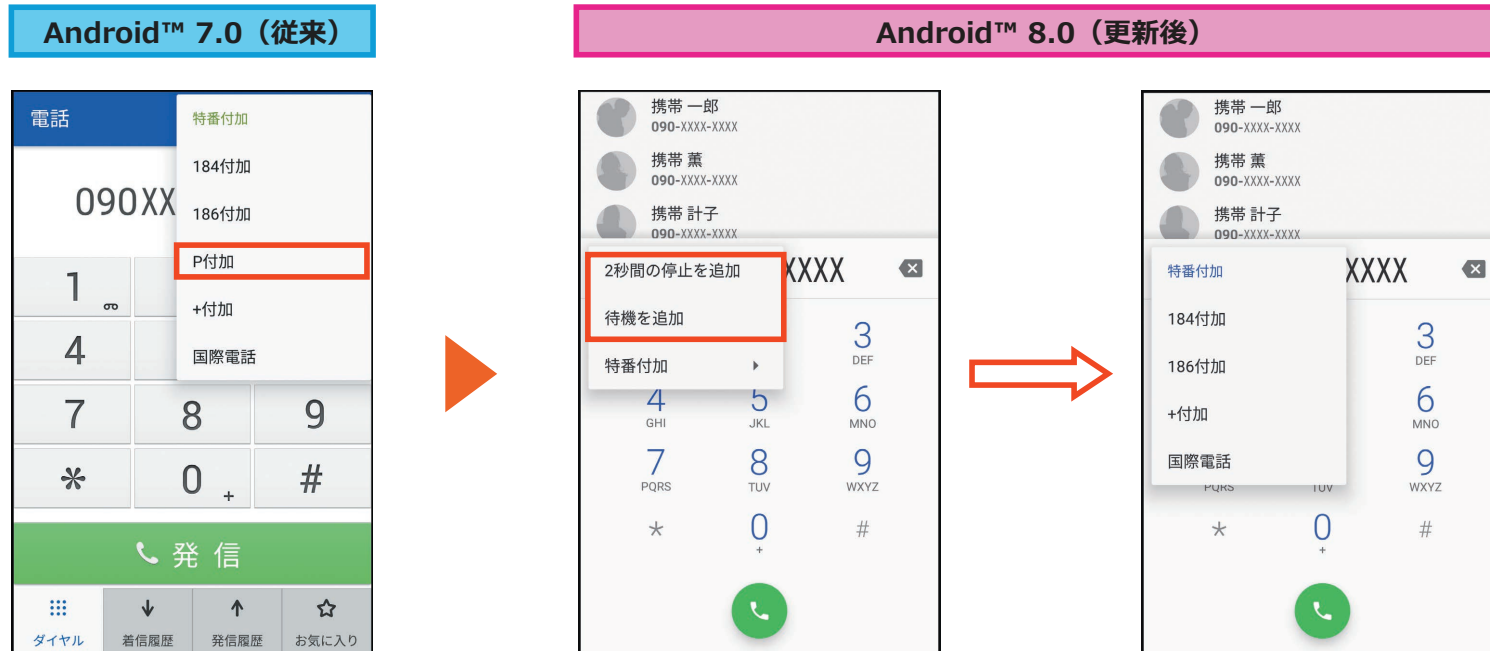 Android™ 7.0（従来）
Android™ 8.0（更新後）
電話
特番付加
184付加
186付加
P付加
+付加
国際電話
090XX
1
4
7 8 9
* 0 + #
発信
ダイヤル 着信履歴 発信履歴 お気に入り
携帯 一郎
090-XXXX-XXXX
携帯 薫
090-XXXX-XXXX
携帯 計子
090-XXXX-XXXX
XXXX
2秒間の停止を追加
待機を追加
特番付加
3
DEF
4 5 6
GHI JKL MNO
7 8 9
PQRS TUV WXYZ
* 0 #
+
携帯 一郎
090-XXXX-XXXX
携帯 薫
090-XXXX-XXXX
携帯 計子
090-XXXX-XXXX
XXXX
特番付加
184付加
186付加
+付加
国際電話
3
DEF
6
MNO
9
PQRS TUV WXYZ
* 0 #
+